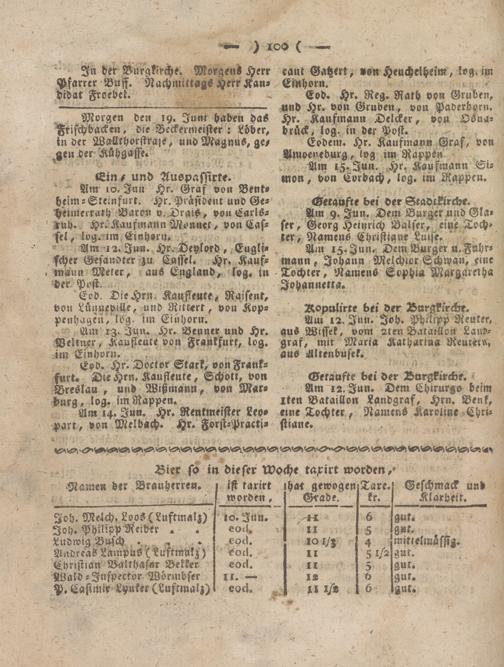 — ) 100 ( —
In der Burgkirche. Morgens Herr
Pfarrer Buff. Nachmittags Herr Kan-
didat Froebel.
Morgen den 19. Juni haben das
Frischbacken, die Beckermeister: Löber,
in der Wallthorstraße, und Magnus, ge-
gen der Kühgasse.
Ein- und Auspassirte.
Am 10. Jun Hr. Graf von Bent-
heim-Steinfurt. Hr. Präsident und Ge-
heimerrath Baron v. Drais, von Carls-
ruh. Hr. Kaufmann Monnet, von Cas-
sel, log. im Einhorn.
Am 12. Jun. Hr. Deylord, Engli-
scher Gesandter zu Cassel. Hr. Kauf-
mann Meter, aus England, log. in
der Post.
Eod. Die Hrn. Kaufleute, Raisent,
von Lüneville, und Rittert, von Kop-
penhagen, log. im Einhorn.
Am 13. Jun. Hr. Benner und Hr.
Veltner, Kaufleute von Frankfurt, log.
im Einhorn.
Eod. Hr. Doctor Stark, von Frank-
furt. Die Hrn. Kaufleute, Schott, von
Breslau, und Wißmann, von Mar-
burg, log. im Rappen.
Am 14. Jun. Hr. Rentmeister Leo-
part, von Melbach. Hr. Forst-Practi-
cant Gatzert, von Heuchelheim, log. im
Einhorn.
Eod. Hr. Reg. Rath von Gruben,
und Hr. von Gruben, von Paderborn.
Hr. Kaufmann Delcker, von Osna-
brück, log. in der Post.
Eodem. Hr. Kaufmann Graf, von
Amoeneburg, log im Rappen
Am 15. Jun. Hr. Kaufmann Si-
mon, von Corbach, log. im Rappen.
Getaufte bei der Stadtkirche.
Am 9. Jun. Dem Burger und Gla-
ser, Georg Heinrich Balser, eine Toch-
ter, Namens Christiane Luise.
Am 15. Jun. Dem Burger u. Fuhr-
mann, Johann Melchior Schwan, eine
Tochter, Namens Sophia Margaretha
Johannetta.
Kopulirte bei der Burgkirche.
Am 12. Jun. Joh. Philipp Reuter,
aus Wissek, vom 2ten Bataillon Land-
graf, mit Maria Katharina Reuters,
aus Altenbusek.
Getaufte bei der Burgkirche.
Am 12. Jun. Dem Chirurgo beim
1ten Bataillon Landgraf, Hrn. Benk,
eine Tochter, Namens Karoline Chri-
stiane.
Bier so in dieser Woche taxirt worden,
Namen der Brauherren. ist taxirt worden, hat gewogen Grade. Taxe. kr. Geschmack und Klarheit.
Joh. Melch. Loos (Luftmalz) 10. Jun. 11 6 gut.
Joh. Philipp Reiber eod. 11 5 gut.
Ludwig Busch eod. 10 1/3 4 mittelmässig.
Andreas Lampus (Luftmalz) eod. 11 5 1/2 gut.
Christian Balthasar Bekker eod. 11 5 gut.
Wald-Inspector Wörmbser 11. — 12 6 gut.
P. Casimir Lynker (Luftmalz) eod. 11 1/2 6 gut.